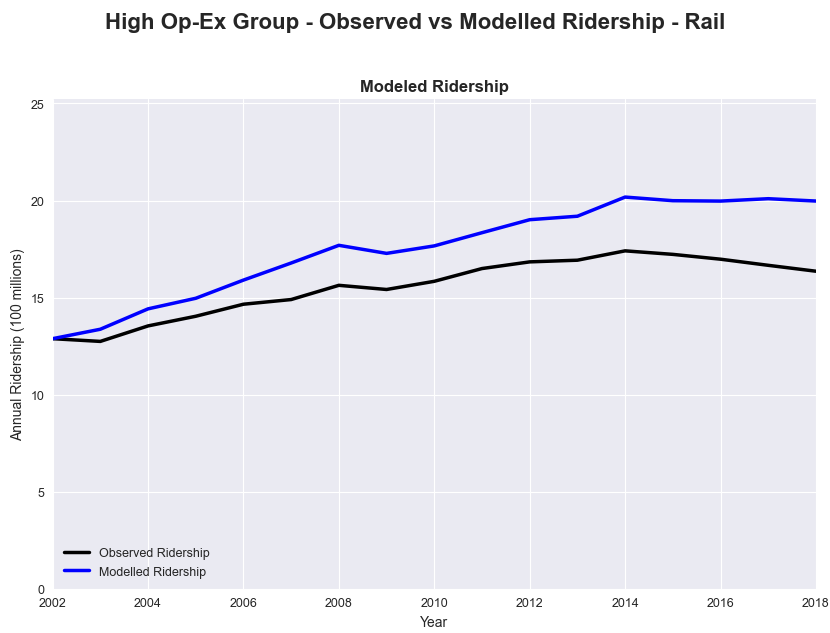 High Op-Ex Group - Observed vs Modelled Ridership - Rail
Modeled Ridership
Annual Ridership (100 millions)
25
20
15
10
5
0
Observed Ridership
Modelled Ridership
2002 2004 2006 2008 2010 2012 2014 2016 2018
Year